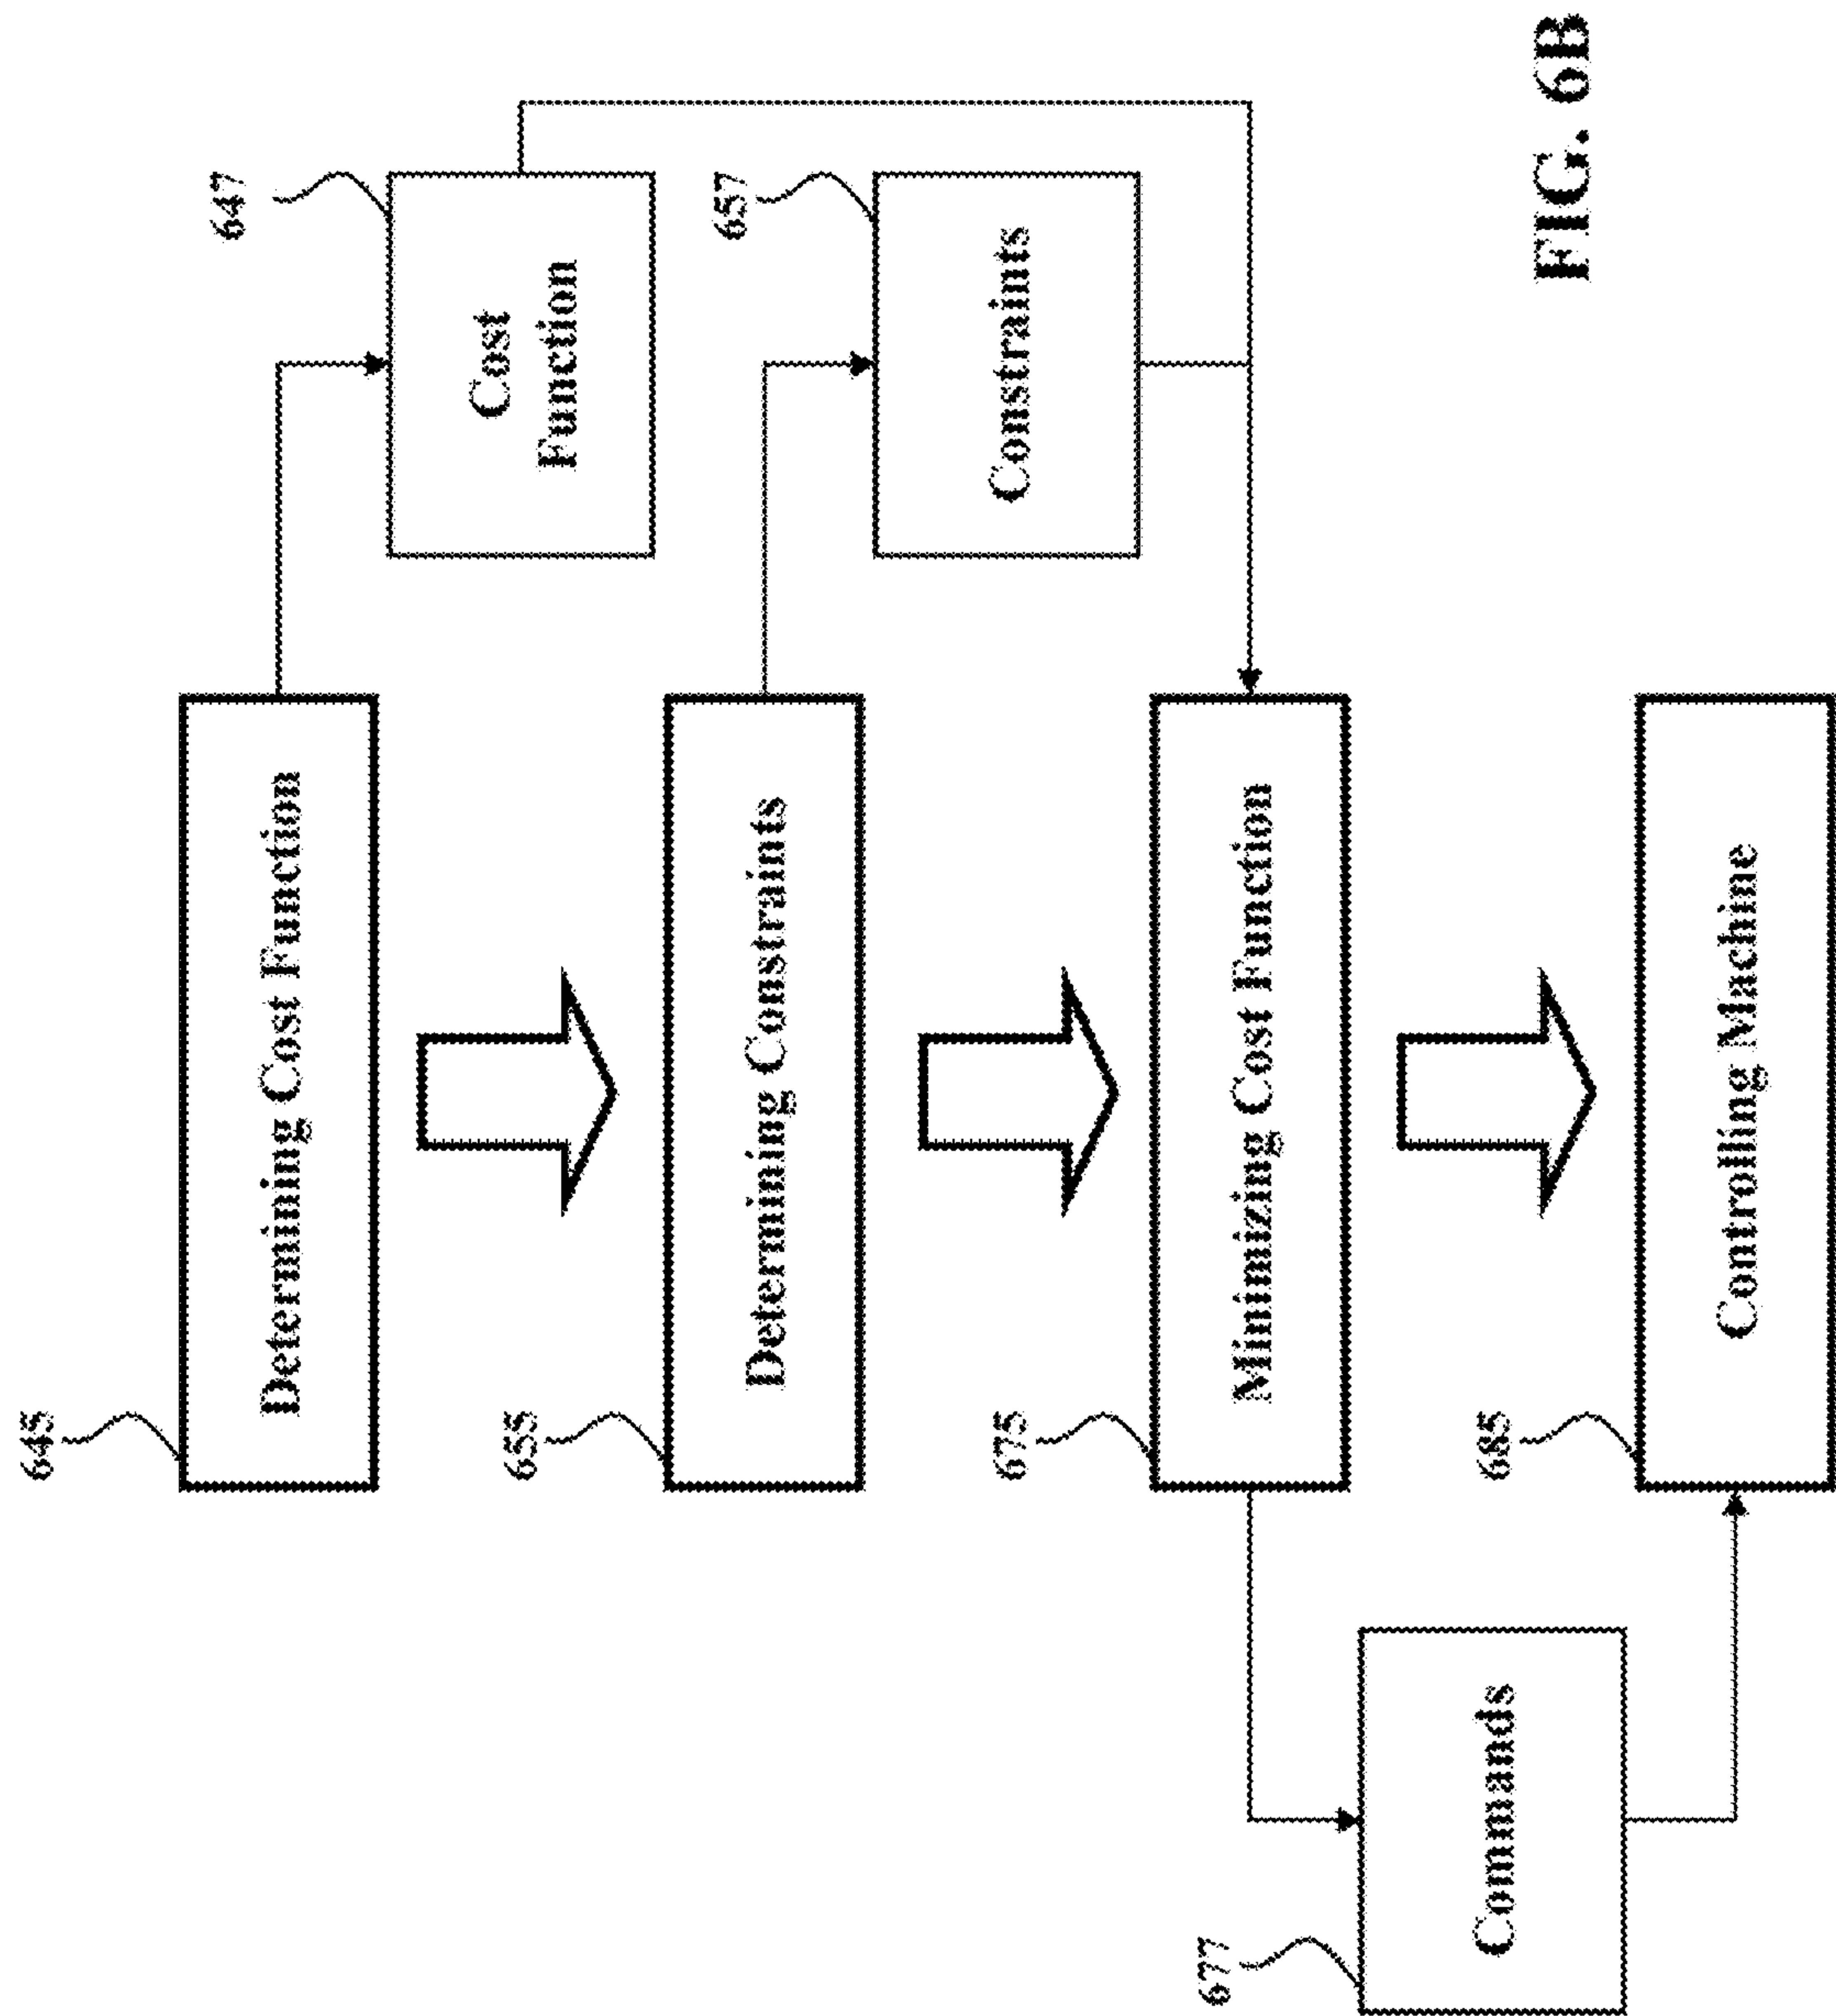 645
Determining Cost Function
647
Cost
Function
655
Determining Constraints
657
Constraints
675
Minimizing Cost Function
677
Commands
685
Controlling Machine
FIG. 6B